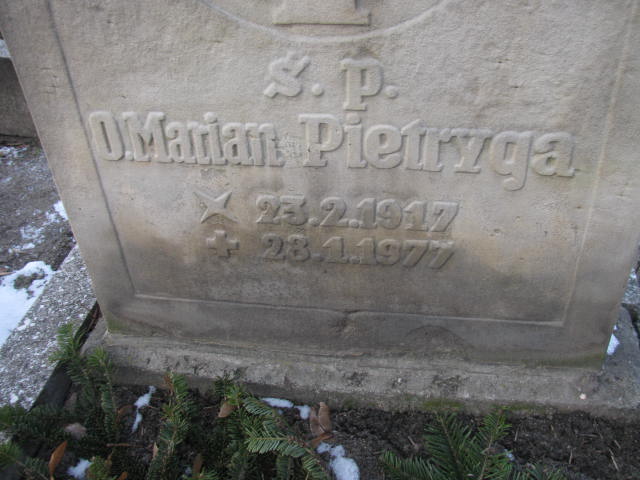 s. p.
O. Marian Pietryga
23.2.1917
28.1.1977